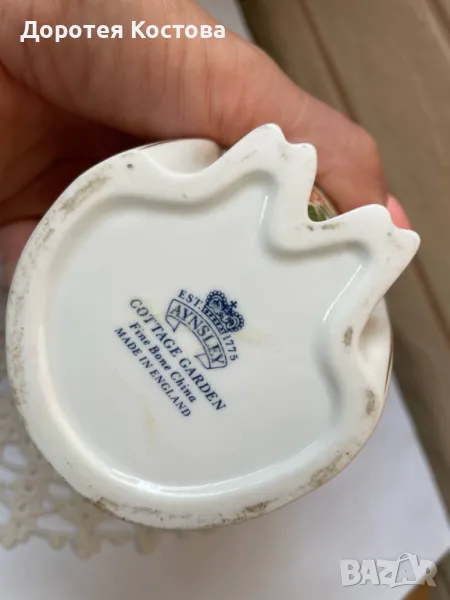 Доротея Костова
EST. 1775
AYNSLEY
COTTAGE GARDEN
Fine Bone China
MADE IN ENGLAND
bazar